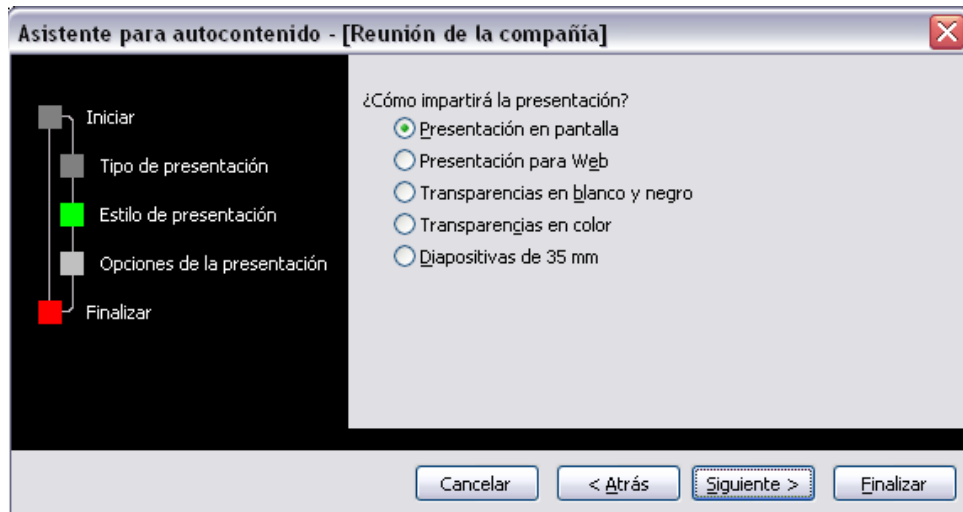 Asistente para autocontenido - [Reunión de la compañía]
Iniciar
Tipo de presentación
Estilo de presentación
Opciones de la presentación
Finalizar
¿Cómo impartirá la presentación?
Presentación en pantalla
Presentación para Web
Transparencias en blanco y negro
Transparencias en color
Diapositivas de 35 mm
Cancelar
< Atrás
Siguiente >
Finalizar